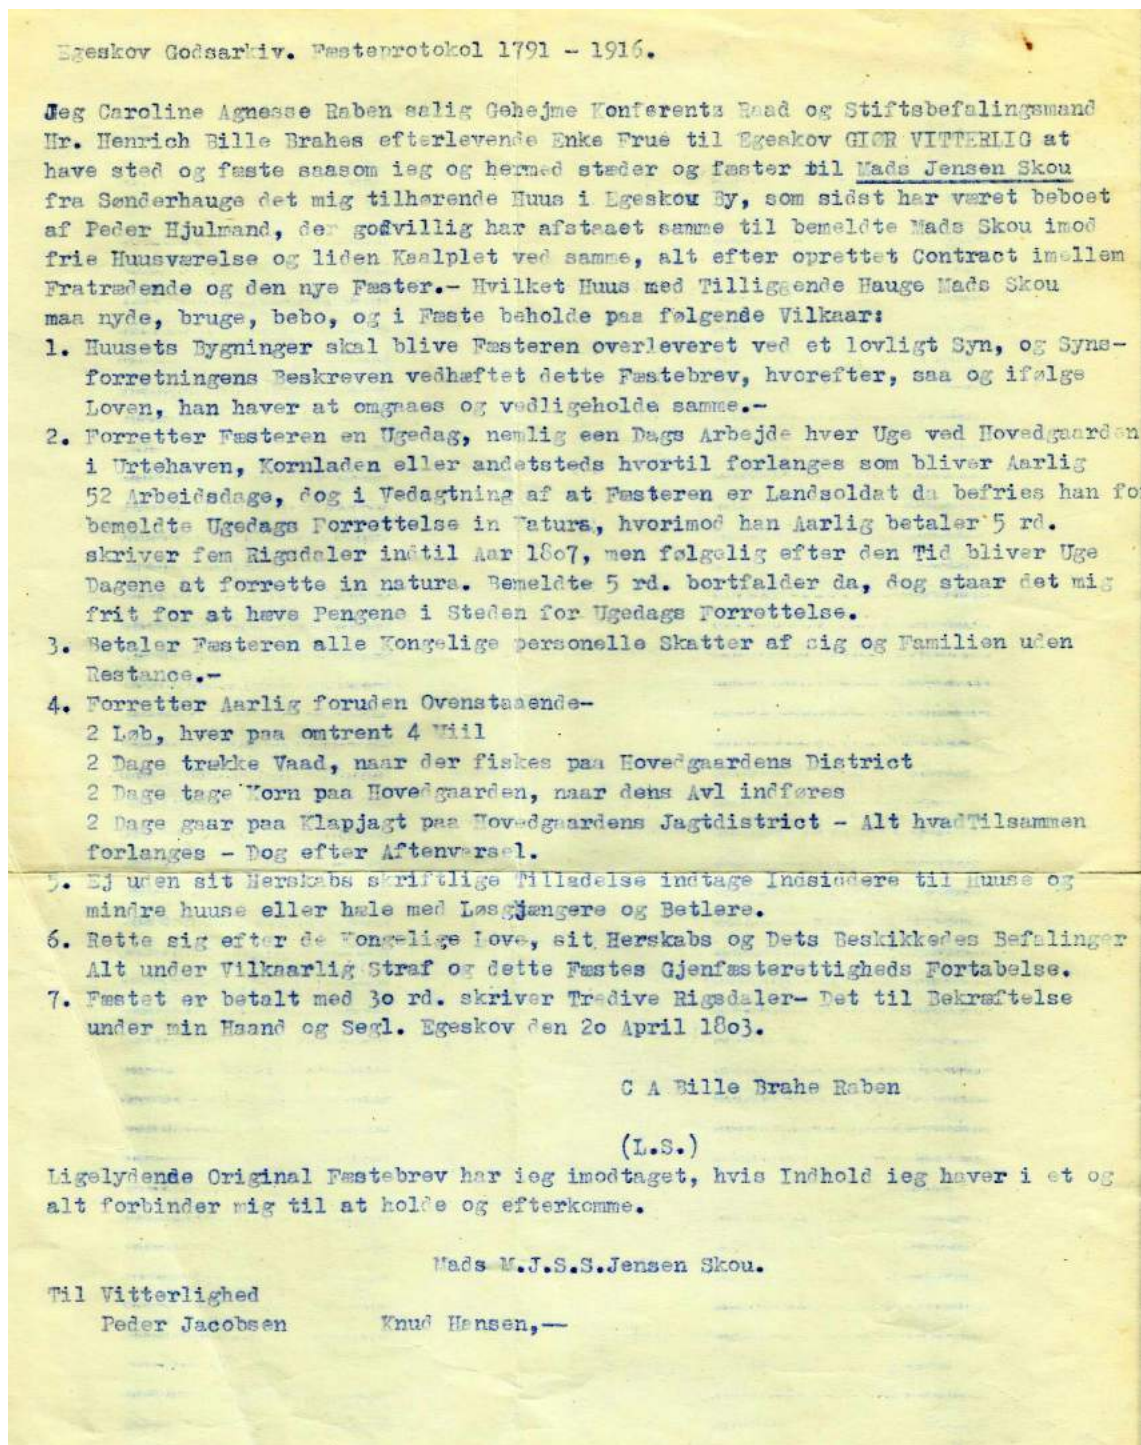 Egeskov Godsarkiv. Fæsteprotokol 1791 - 1916.
Jeg Caroline Agnesse Raben salig Gehejme Konferents Raad og Stiftsbefalingsmand
Hr. Henrich Bille Brahes efterlevende Enke Frue til Egeskov GIØR VITTERLIG at
have sted og fæste saasom ieg og hermed stæder og fæster til Mads Jensen Skou
fra Sønderhauge det mig tilhørende Huus i Egeskou By, som sidst har været beboet
af Peder Hjulmand, der godvillig har afstaaet samme til bemeldte Mads Skou imod
frie Huusværelse og liden Kaalplet ved samme, alt efter oprettet Contract imellem
Fratrædende og den nye Fæster.- Hvilket Huus med Tilliggende Hauge Mads Skou
maa nyde, bruge, bebo, og i Fæste beholde paa følgende Vilkaar:
1. Huusets Bygninger skal blive Fæsteren overleveret ved et lovligt Syn, og Syns-
forretningens Beskreven vedhæftet dette Fæstebrev, hvorefter, saa og ifølge
Loven, han haver at omgaaes og vedligeholde samme.-
2. Forretter Fæsteren en Ugedag, nemlig een Dags Arbejde hver Uge ved Hovedgaarden
i Urtehaven, Kornladen eller andetsteds hvortil forlanges som bliver Aarlig
52 Arbeidsdage, dog i Vedagtning af at Fæsteren er Landsoldat da befries han for
bemeldte Ugedags Forrettelse in Natura, hvorimod han Aarlig betaler 5 rd.
skriver fem Rigsdaler indtil Aar 18o7, men følgelig efter den Tid bliver Uge
Dagene at forrette in natura. Bemeldte 5 rd. bortfalder da, dog staar det mig
frit for at hæve Pengene i Steden for Ugedags Forrettelse.
3. Betaler Fæsteren alle Kongelige personelle Skatter af sig og Familien uden
Restance.-
4. Forretter Aarlig foruden Ovenstaaende-
2 Løb, hver paa omtrent 4 Miil
2 Dage trække Vaad, naar der fiskes paa Hovedgaardens District
2 Dage tage Korn paa Hovedgaarden, naar dens Avl indføres
2 Dage gaar paa Klapjagt paa Hovedgaardens Jagtdistrict - Alt hvadTilsammen
forlanges - Dog efter Aftenvarsel.
5. Ej uden sit Herskabs skriftlige Tilladelse indtage Indsiddere til Huuse og
mindre huuse eller hæle med Løsgjængere og Betlere.
6. Rette sig efter de Kongelige Love, sit Herskabs og Dets Beskikkedes Befalinger
Alt under Vilkaarlig Straf og dette Fæstes Gjenfæsterettigheds Fortabelse.
7. Fæstet er betalt med 3o rd. skriver Tredive Rigsdaler- Det til Bekræftelse
under min Haand og Segl. Egeskov den 2o April 18o3.
C A Bille Brahe Raben
(L.S.)
Ligelydende Original Fæstebrev har ieg imodtaget, hvis Indhold ieg haver i et og
alt forbinder mig til at holde og efterkomme.
Mads M.J.S.S.Jensen Skou.
Til Vitterlighed
Peder Jacobsen Knud Hansen,—